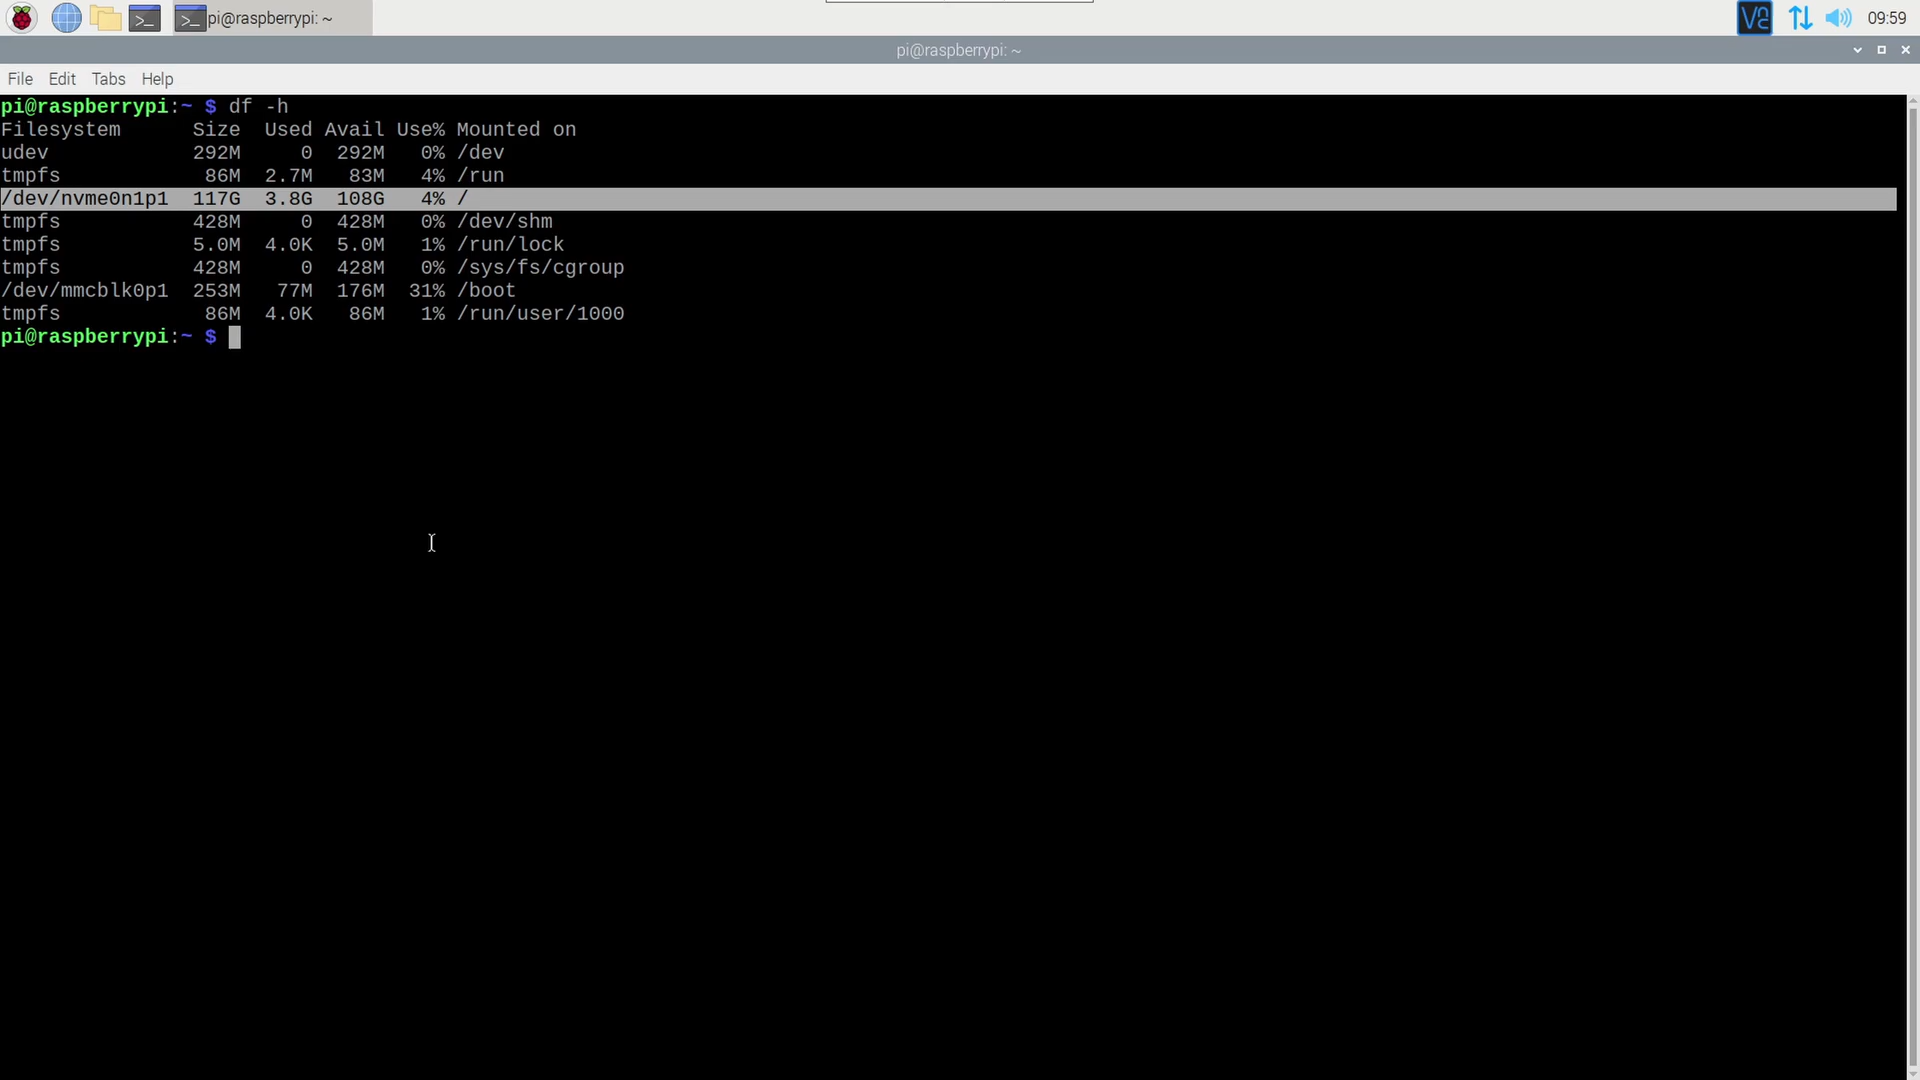 pi@raspberrypi: ~
09:59
pi@raspberrypi: ~
File Edit Tabs Help
pi@raspberrypi:~ $ df -h
Filesystem      Size  Used Avail Use% Mounted on
udev            292M     0  292M   0% /dev
tmpfs            86M  2.7M   83M   4% /run
/dev/nvme0n1p1  117G  3.8G  108G   4% /
tmpfs           428M     0  428M   0% /dev/shm
tmpfs           5.0M  4.0K  5.0M   1% /run/lock
tmpfs           428M     0  428M   0% /sys/fs/cgroup
/dev/mmcblk0p1  253M   77M  176M  31% /boot
tmpfs            86M  4.0K   86M   1% /run/user/1000
pi@raspberrypi:~ $